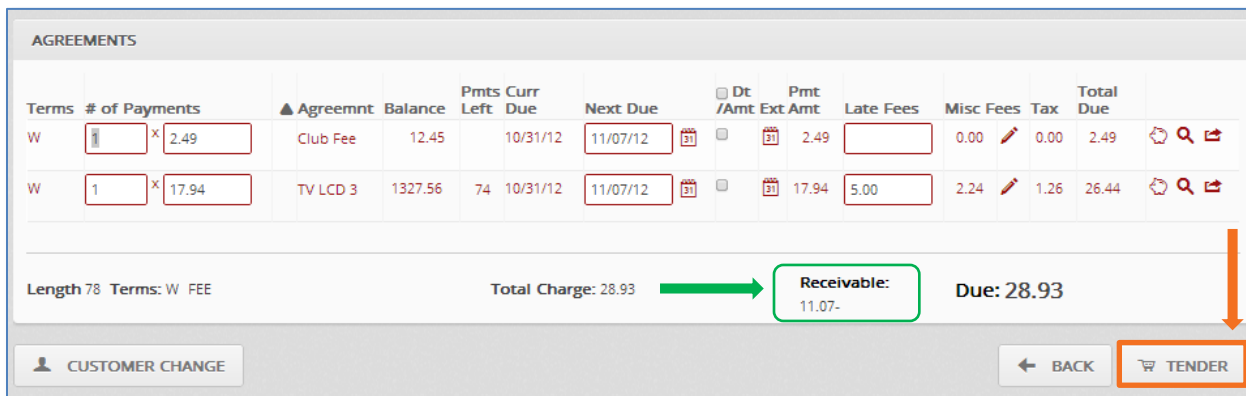 AGREEMENTS
Pmts Curr Dt Pmt Total
Terms # of Payments Agreemnt Balance Left Due Next Due /Amt Ext Amt Late Fees Misc Fees Tax Due
W 1 x 2.49 Club Fee 12.45 10/31/12 11/07/12 31 31 2.49 0.00 0.00 2.49
W 1 x 17.94 TV LCD 3 1327.56 74 10/31/12 11/07/12 31 31 17.94 5.00 2.24 1.26 26.44
Length 78 Terms: W FEE Total Charge: 28.93 Receivable: Due: 28.93
11.07-
CUSTOMER CHANGE BACK TENDER